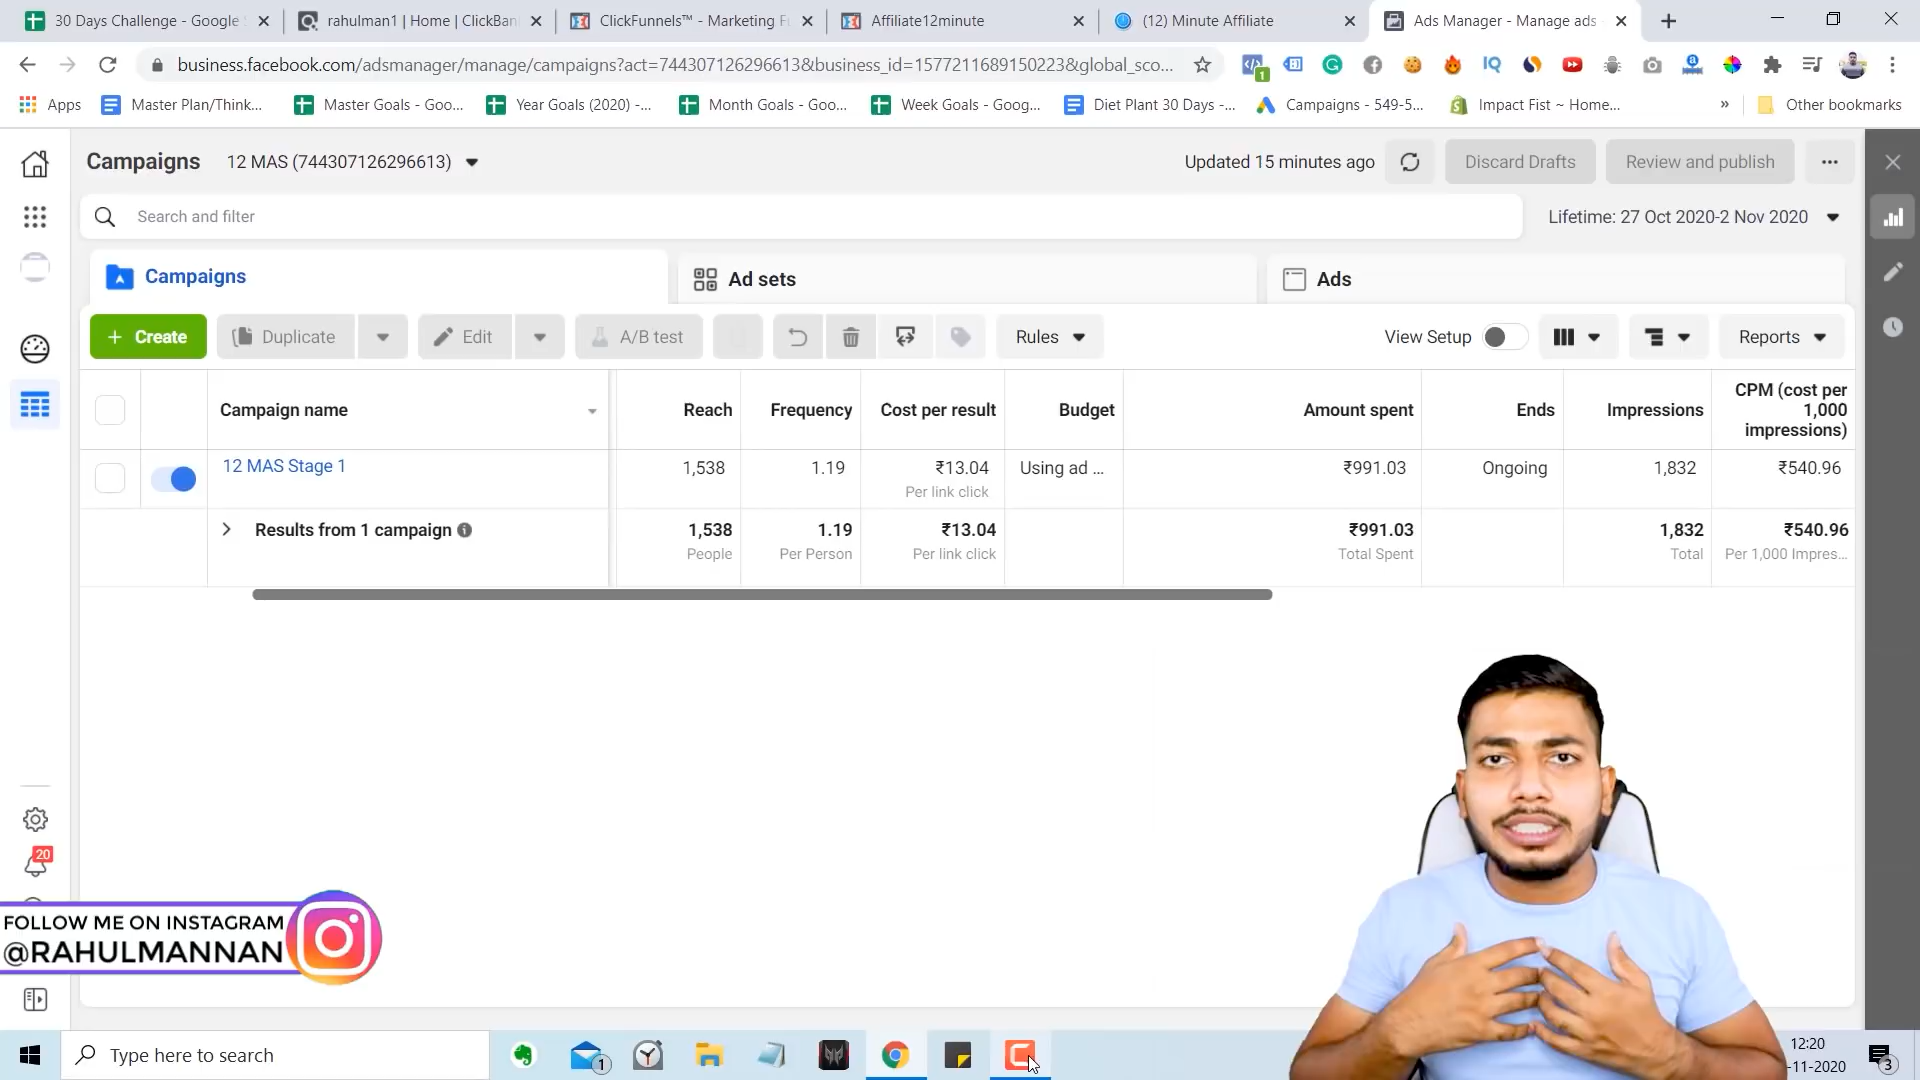 30 Days Challenge - Google S
rahulman1 | Home | ClickBan
ClickFunnels™ - Marketing F
Affiliate12minute
(12) Minute Affiliate
Ads Manager - Manage ads
business.facebook.com/adsmanager/manage/campaigns?act=744307126296613&business_id=1577211689150223&global_sco...
1
Apps
Master Plan/Think...
Master Goals - Goo...
Year Goals (2020) -...
Month Goals - Goo...
Week Goals - Goog...
Diet Plant 30 Days -...
Campaigns - 549-5...
Impact Fist ~ Home...
»
Other bookmarks
Campaigns
12 MAS (744307126296613)
Updated 15 minutes ago
Discard Drafts
Review and publish
Search and filter
Lifetime: 27 Oct 2020-2 Nov 2020
Campaigns
Ad sets
Ads
+ Create
Duplicate
Edit
A/B test
Rules
View Setup
Reports
Campaign name
Reach
Frequency
Cost per result
Budget
Amount spent
Ends
Impressions
CPM (cost per
1,000
impressions)
12 MAS Stage 1
1,538
1.19
₹13.04
Per link click
Using ad ...
₹991.03
Ongoing
1,832
₹540.96
Results from 1 campaign
1,538
People
1.19
Per Person
₹13.04
Per link click
₹991.03
Total Spent
1,832
Total
₹540.96
Per 1,000 Impres...
20
FOLLOW ME ON INSTAGRAM
@RAHULMANNAN
Type here to search
1
12:20
-11-2020
3